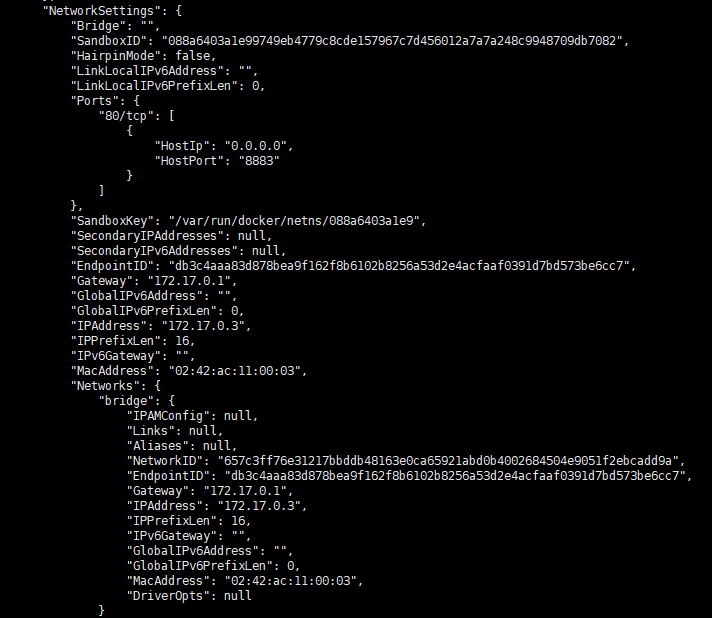 "NetworkSettings": {
"Bridge": "",
"SandboxID": "088a6403a1e99749eb4779c8cde157967c7d456012a7a7a248c9948709db7082",
"HairpinMode": false,
"LinkLocalIPv6Address": "",
"LinkLocalIPv6PrefixLen": 0,
"Ports": {
"80/tcp": [
{
"HostIp": "0.0.0.0",
"HostPort": "8883"
}
]
},
"SandboxKey": "/var/run/docker/netns/088a6403a1e9",
"SecondaryIPAddresses": null,
"SecondaryIPv6Addresses": null,
"EndpointID": "db3c4aaa83d878bea9f162f8b6102b8256a53d2e4acfaaf0391d7bd573be6cc7",
"Gateway": "172.17.0.1",
"GlobalIPv6Address": "",
"GlobalIPv6PrefixLen": 0,
"IPAddress": "172.17.0.3",
"IPPrefixLen": 16,
"IPv6Gateway": "",
"MacAddress": "02:42:ac:11:00:03",
"Networks": {
"bridge": {
"IPAMConfig": null,
"Links": null,
"Aliases": null,
"NetworkID": "657c3ff76e31217bbddb48163e0ca65921abd0b4002684504e9051f2ebcadd9a",
"EndpointID": "db3c4aaa83d878bea9f162f8b6102b8256a53d2e4acfaaf0391d7bd573be6cc7",
"Gateway": "172.17.0.1",
"IPAddress": "172.17.0.3",
"IPPrefixLen": 16,
"IPv6Gateway": "",
"GlobalIPv6Address": "",
"GlobalIPv6PrefixLen": 0,
"MacAddress": "02:42:ac:11:00:03",
"DriverOpts": null
}